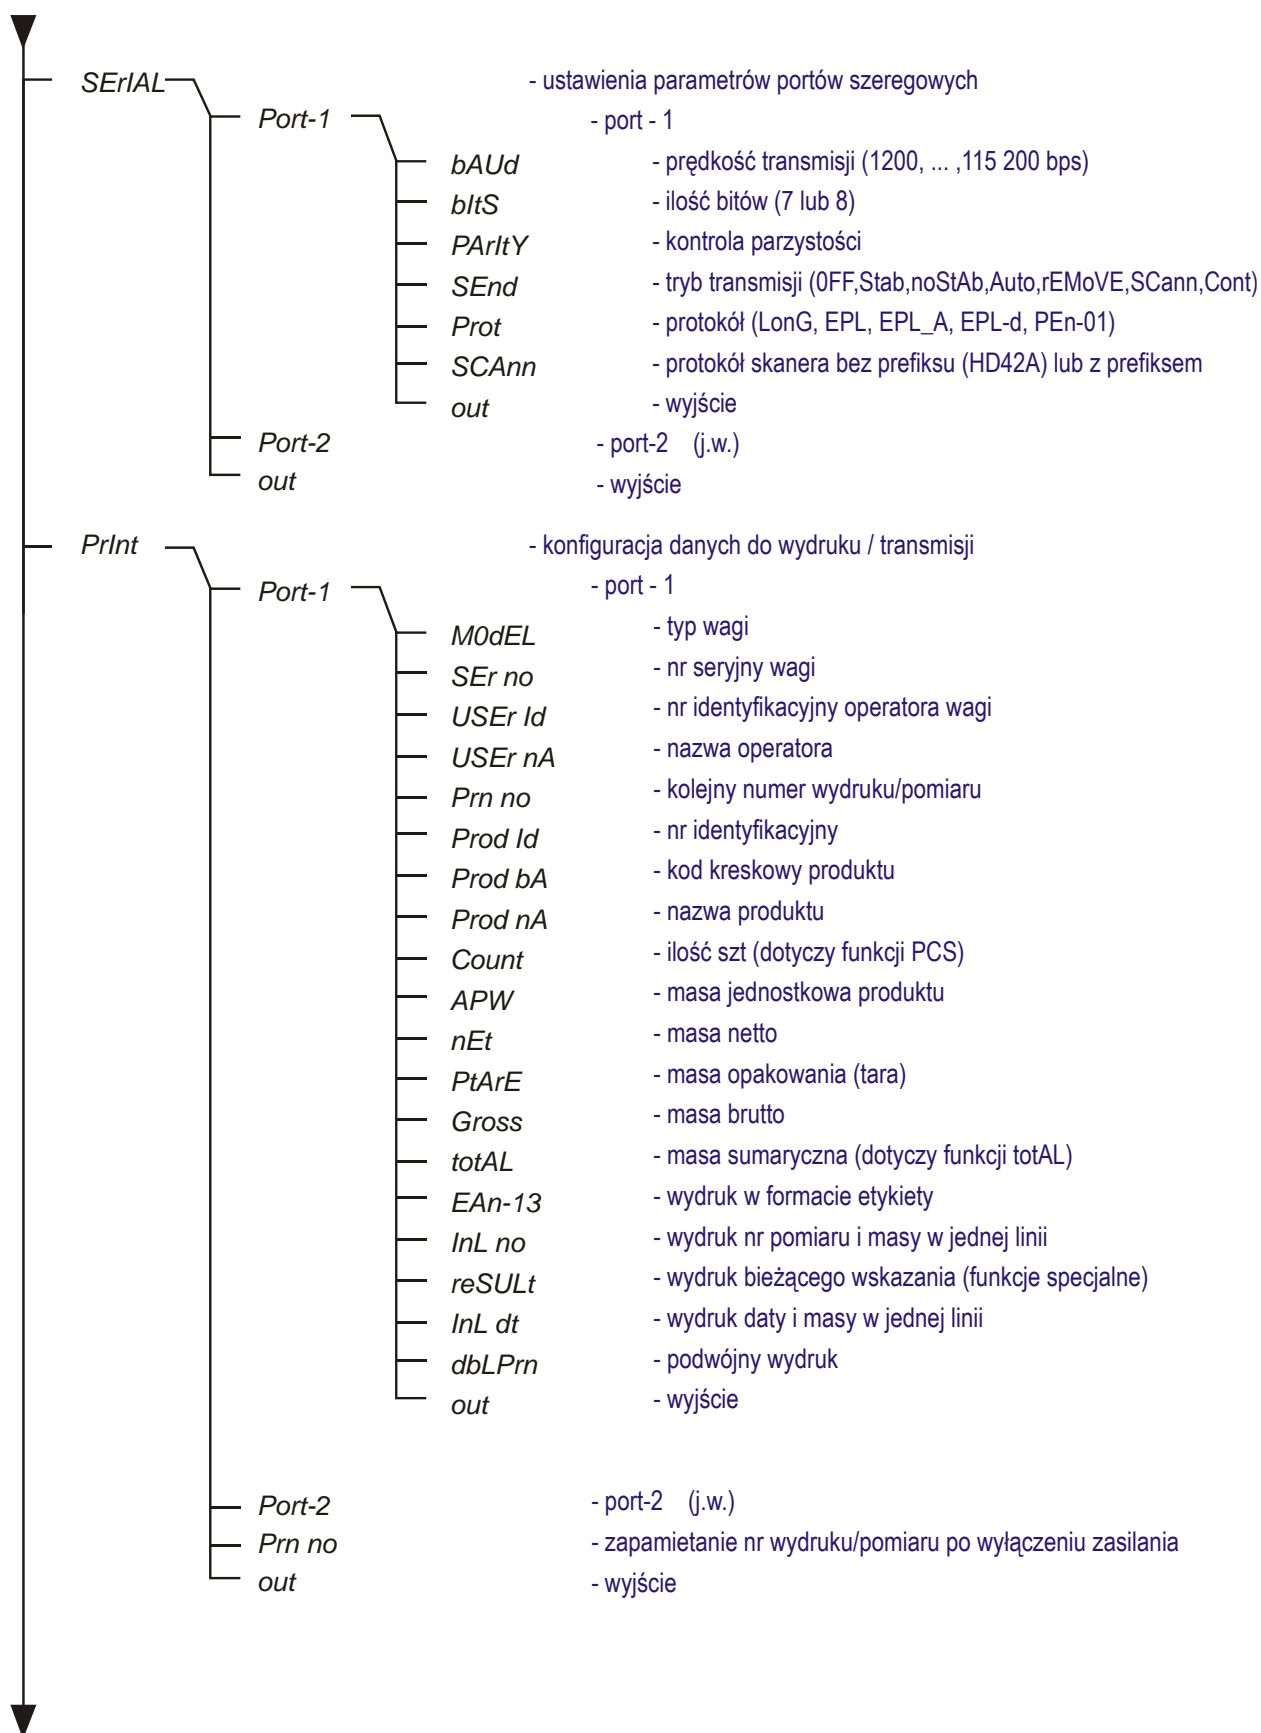 SErIAL - ustawienia parametrów portów szeregowych
Port-1 - port - 1
bAUd - prędkość transmisji (1200, ... ,115 200 bps)
bItS - ilość bitów (7 lub 8)
PArItY - kontrola parzystości
SEnd - tryb transmisji (0FF,Stab,noStAb,Auto,rEMoVE,SCann,Cont)
Prot - protokół (LonG, EPL, EPL_A, EPL-d, PEn-01)
SCAnn - protokół skanera bez prefiksu (HD42A) lub z prefiksem
out - wyjście
Port-2 - port-2 (j.w.)
out - wyjście
PrInt - konfiguracja danych do wydruku / transmisji
Port-1 - port - 1
M0dEL - typ wagi
SEr no - nr seryjny wagi
USEr Id - nr identyfikacyjny operatora wagi
USEr nA - nazwa operatora
Prn no - kolejny numer wydruku/pomiaru
Prod Id - nr identyfikacyjny
Prod bA - kod kreskowy produktu
Prod nA - nazwa produktu
Count - ilość szt (dotyczy funkcji PCS)
APW - masa jednostkowa produktu
nEt - masa netto
PtArE - masa opakowania (tara)
Gross - masa brutto
totAL - masa sumaryczna (dotyczy funkcji totAL)
EAn-13 - wydruk w formacie etykiety
InL no - wydruk nr pomiaru i masy w jednej linii
reSULt - wydruk bieżącego wskazania (funkcje specjalne)
InL dt - wydruk daty i masy w jednej linii
dbLPrn - podwójny wydruk
out - wyjście
Port-2 - port-2 (j.w.)
Prn no - zapamietanie nr wydruku/pomiaru po wyłączeniu zasilania
out - wyjście